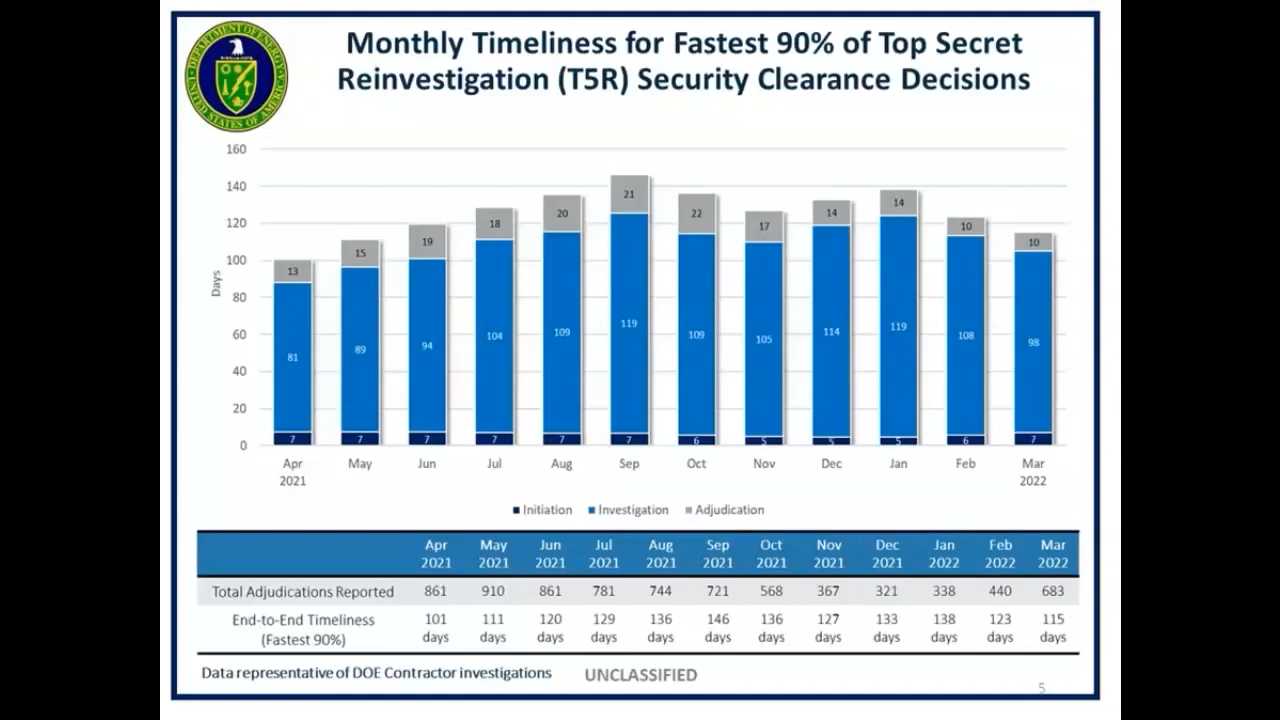 Monthly Timeliness for Fastest 90% of Top Secret
Reinvestigation (T5R) Security Clearance Decisions
DEPARTMENT OF ENERGY
UNITED STATES OF AMERICA
160
140
120
100
80
60
40
20
0
Days
13 15 19 18 20 21 22 17 14 14 10 10
81 89 94 104 109 119 109 105 114 119 108 98
7 7 7 7 7 7 6 5 5 5 6 7
Apr May Jun Jul Aug Sep Oct Nov Dec Jan Feb Mar
2021 2022
Initiation Investigation Adjudication
Apr May Jun Jul Aug Sep Oct Nov Dec Jan Feb Mar
2021 2021 2021 2021 2021 2021 2021 2021 2021 2022 2022 2022
Total Adjudications Reported 861 910 861 781 744 721 568 367 321 338 440 683
End-to-End Timeliness 101 111 120 129 136 146 136 127 133 138 123 115
(Fastest 90%) days days days days days days days days days days days days
Data representative of DOE Contractor investigations UNCLASSIFIED
5